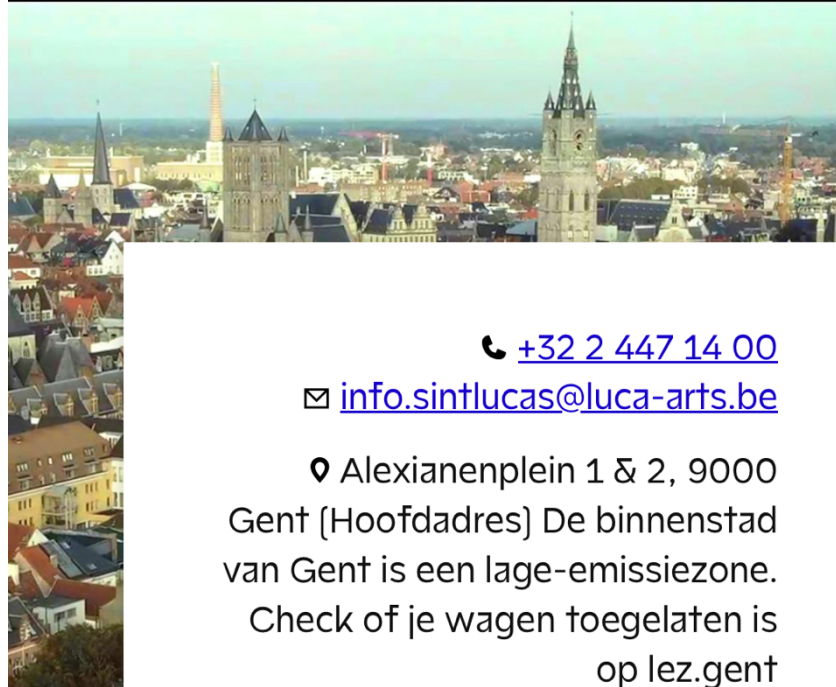 +32 2 447 14 00
info.sintlucas@luca-arts.be
Alexianenplein 1 & 2, 9000
Gent (Hoofdadres) De binnenstad
van Gent is een lage-emissiezone.
Check of je wagen toegelaten is
op lez.gent